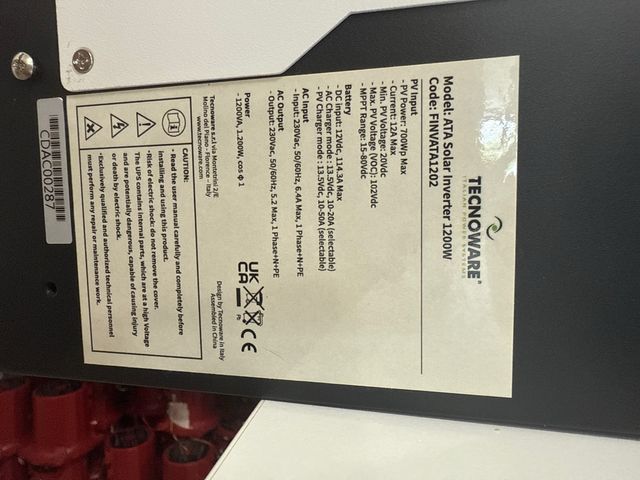 TECNOWARE®
ITALIAN POWER SYSTEMS
Model: ATA Solar Inverter 1200W
Code: FINVATA1202
PV Input
- PV Power: 700Wp Max
- Current: 12A Max
- Min. PV Voltage: 20Vdc
- Max. PV Voltage (VOC): 102Vdc
- MPPT Range: 15-80Vdc
Battery
- DC Input: 12Vdc, 114.3A Max
- AC Charger mode : 13.5Vdc, 10-20A (selectable)
- PV Charger mode : 13.5Vdc, 10-50A (selectable)
AC Input
- Input: 230Vac, 50/60Hz, 6.4A Max, 1 Phase+N+PE
AC Output
- Output: 230Vac, 50/60Hz, 5.2 Max, 1 Phase+N+PE
Power
- 1200VA, 1.200W, cos Φ 1
UK CA
CE
Pb
Tecnoware s.r.l via Montetrini 2/E
Molino del Piano - Florence - Italy
www.tecnoware.com
Design by Tecnoware in Italy
Assembled in China
CAUTION:
- Read the user manual carefully and completely before
installing and using this product.
-Risk of electric shock: do not remove the cover.
The UPS contains internal parts, which are at a high Voltage
and are potentially dangerous, capable of causing injury
or death by electric shock.
-Exclusively qualified and authorized technical personnel
must perform any repair or maintenance work.
CDAC00287